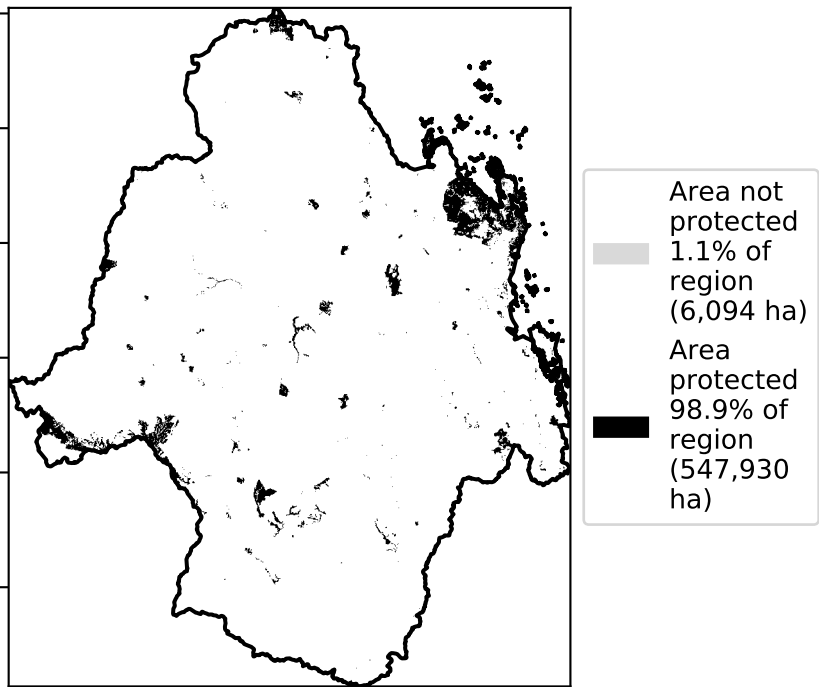 Area not
protected
1.1% of
region
(6,094 ha)
Area
protected
98.9% of
region
(547,930
ha)